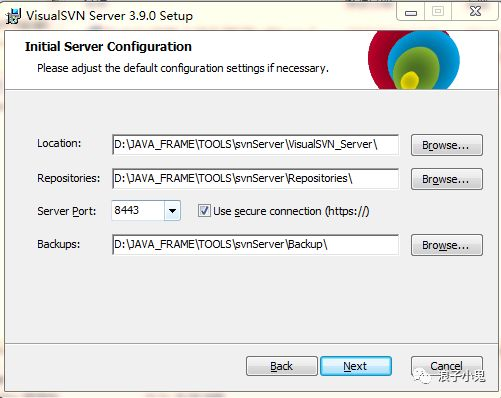 VisualSVN Server 3.9.0 Setup
Initial Server Configuration
Please adjust the default configuration settings if necessary.
Location: D:\JAVA_FRAME\TOOLS\svnServer\VisualSVN_Server\ Browse...
Repositories: D:\JAVA_FRAME\TOOLS\svnServer\Repositories\ Browse...
Server Port: 8443 Use secure connection (https://)
Backups: D:\JAVA_FRAME\TOOLS\svnServer\Backup\ Browse...
Back Next Cancel
浪子小鬼